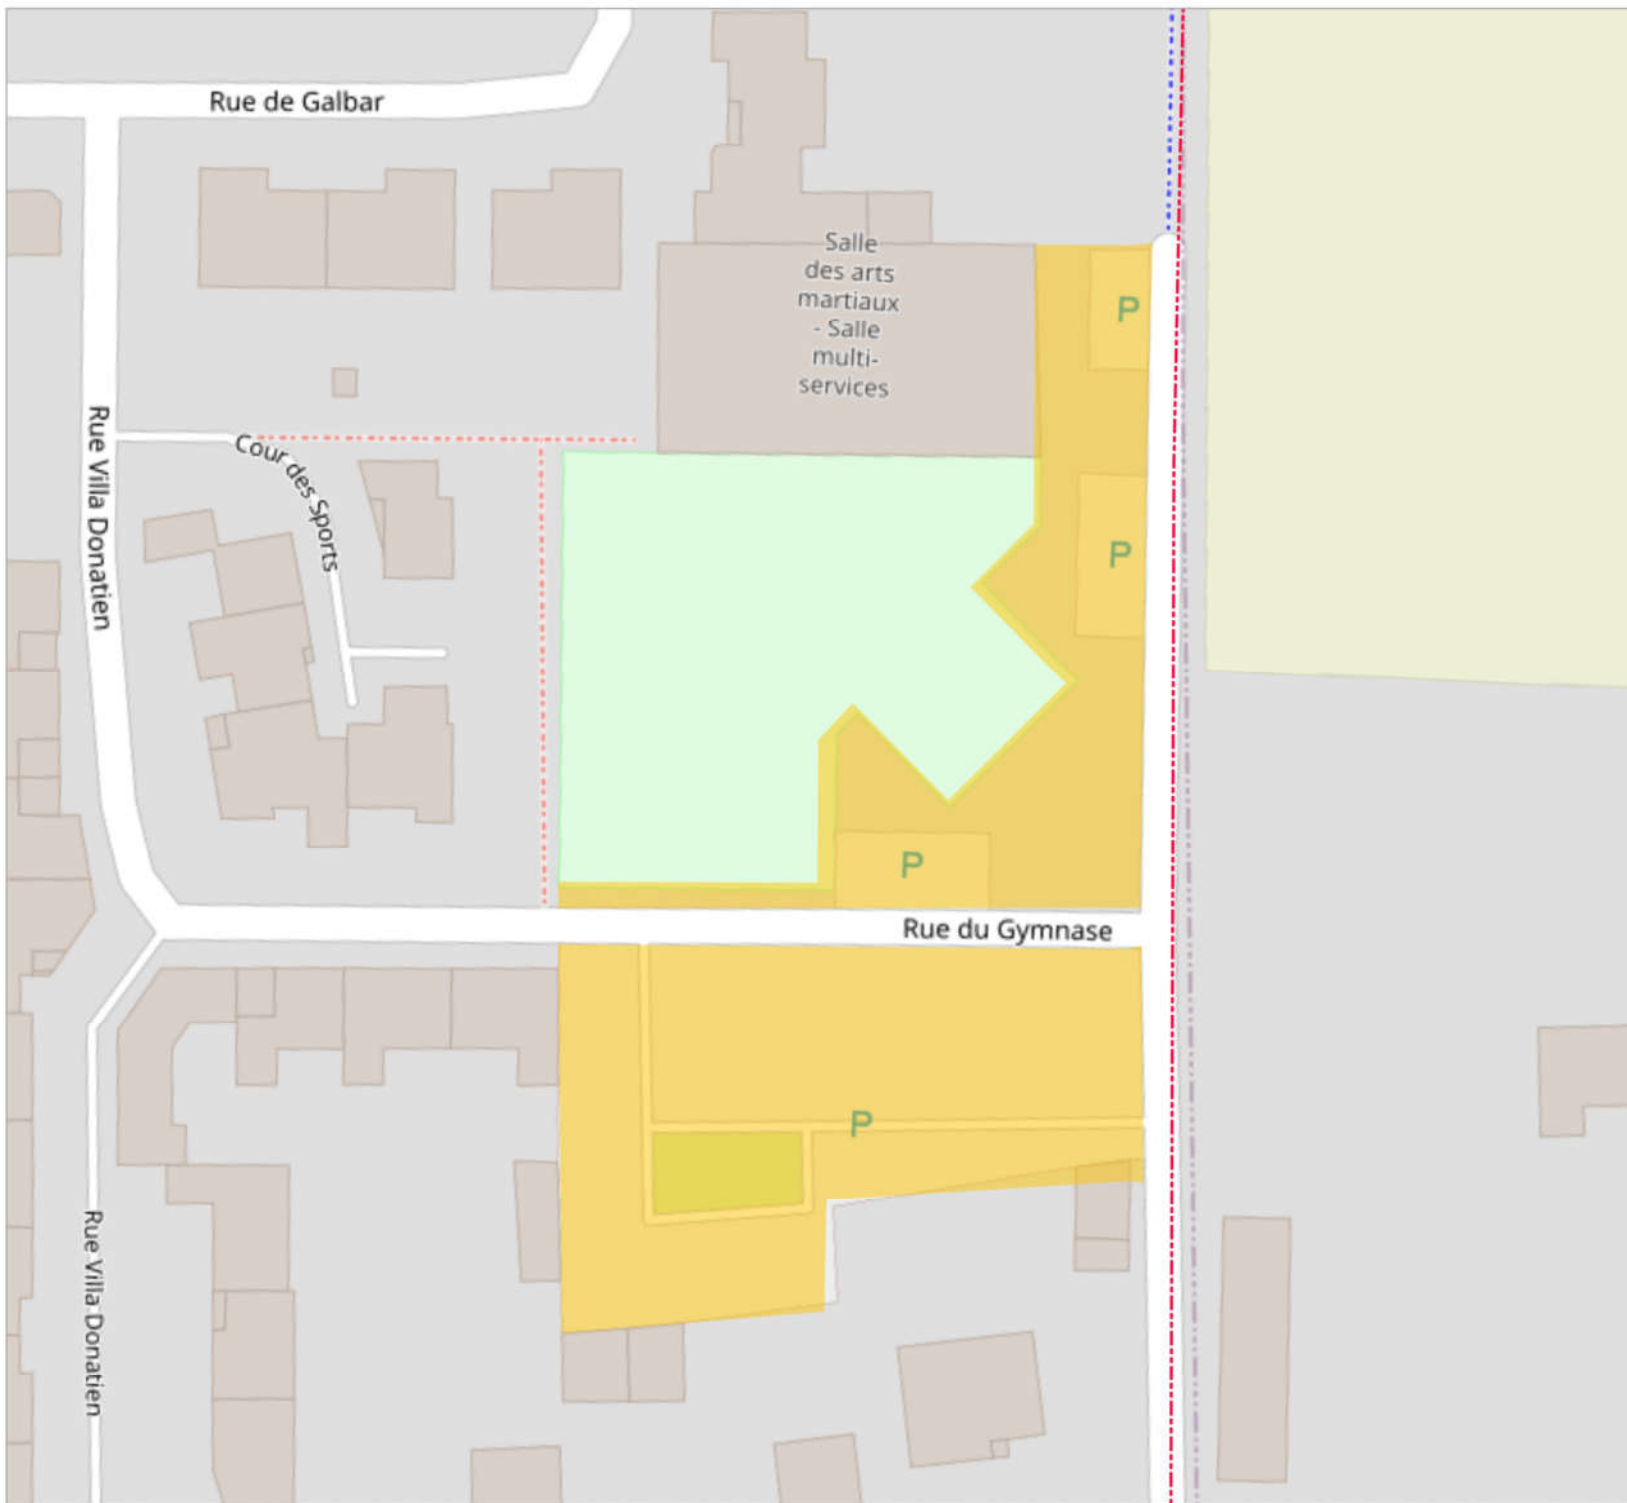 Rue de Galbar
Salle
des arts
martiaux
- Salle
multi-
services
P
Rue Villa Donatien
Cour des Sports
P
P
Rue du Gymnase
P
Rue Villa Donatien